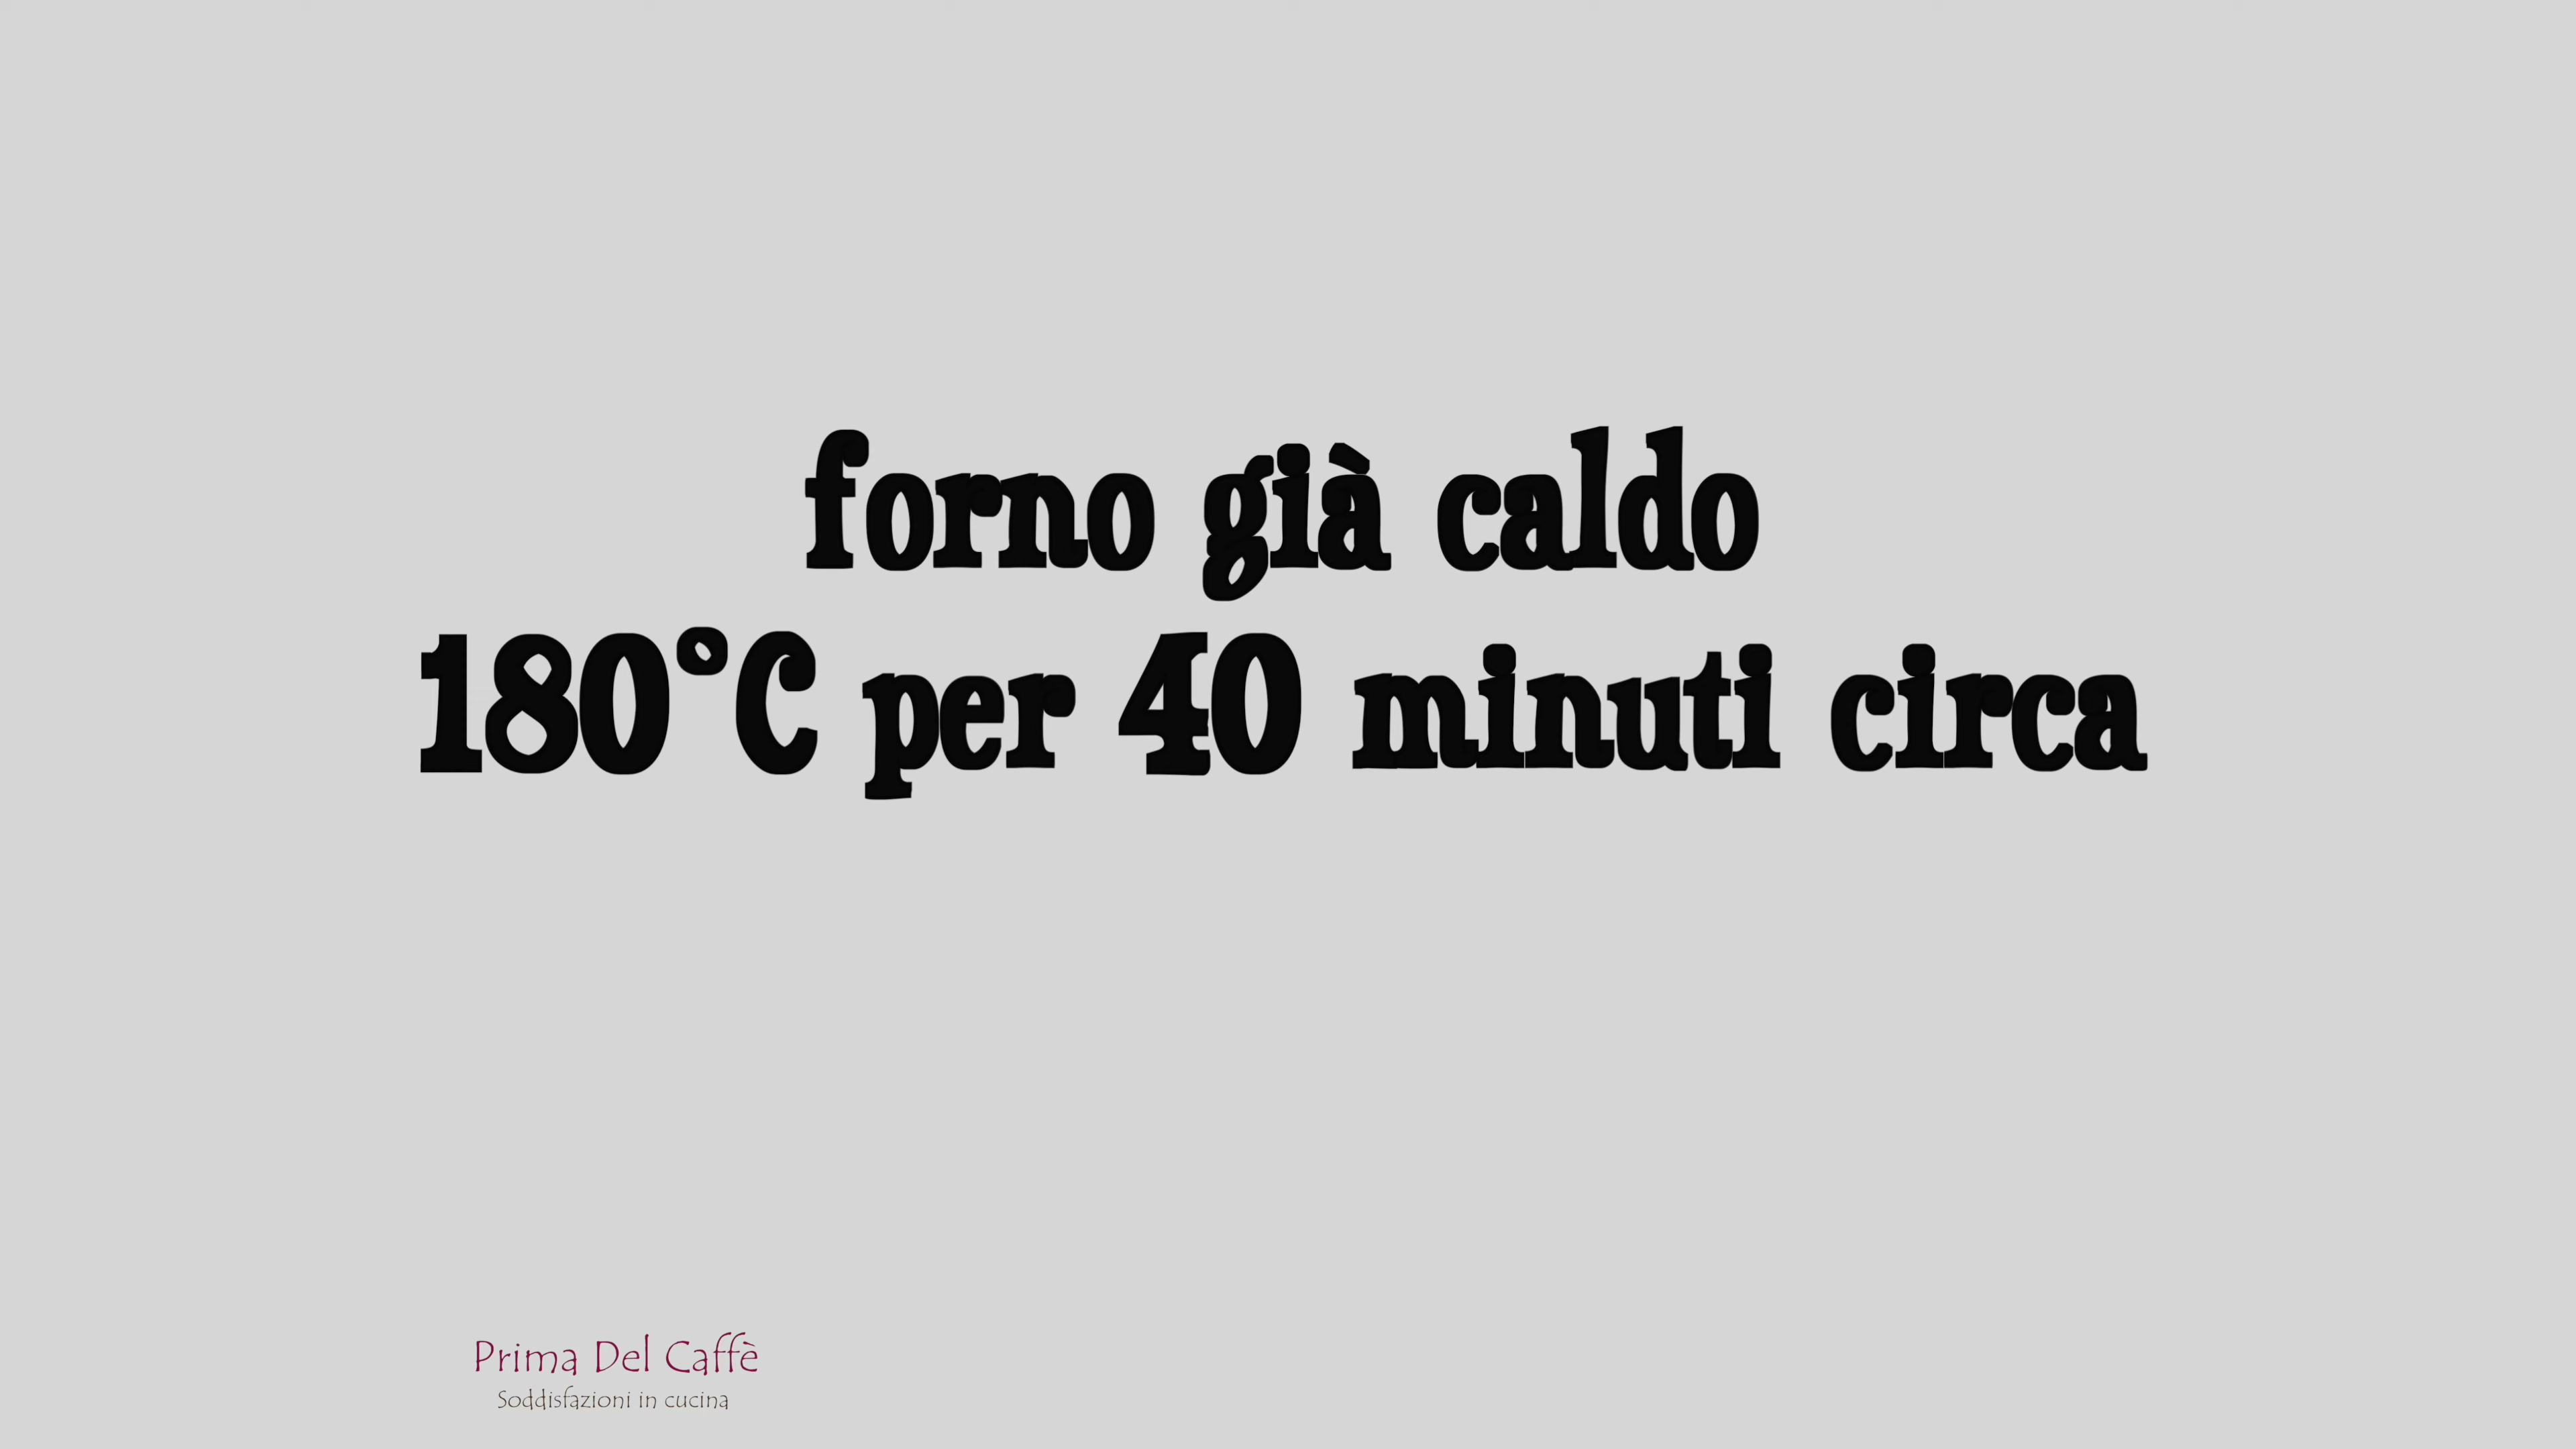 forno già caldo
180°C per 40 minuti circa
Prima Del Caffè
Soddisfazioni in cucina